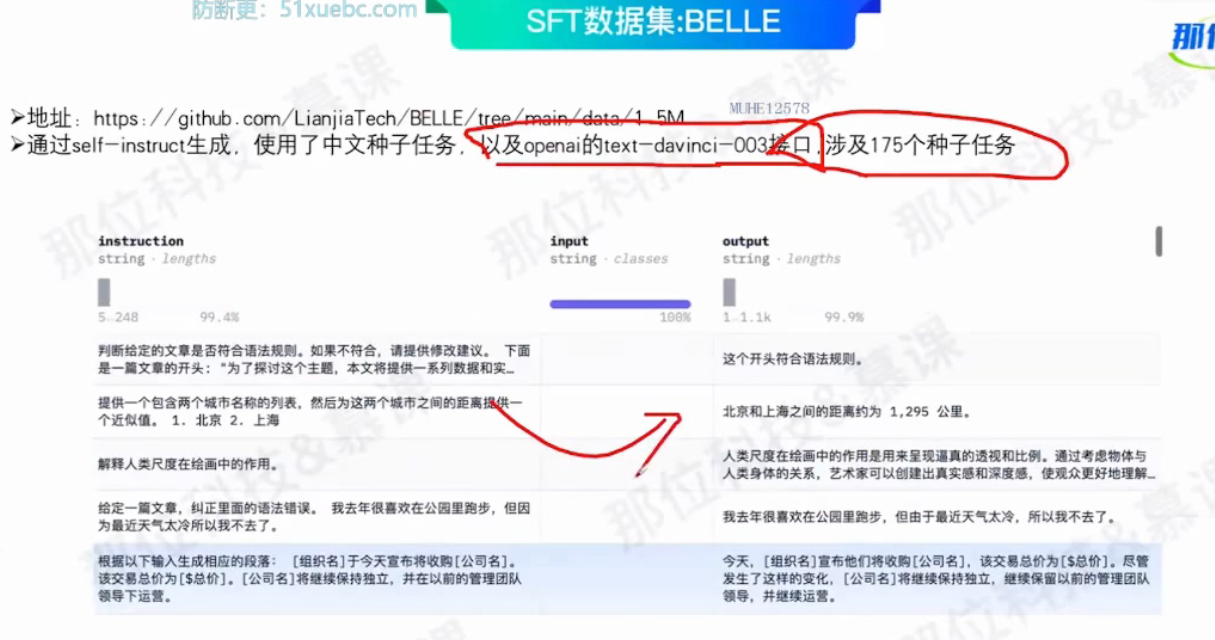 防断更：51xuebc.com
SFT数据集:BELLE
那位
➢地址：https://github.com/LianjiaTech/BELLE/tree/main/data/1.5M
MUHE12578
➢通过self-instruct生成，使用了中文种子任务，以及openai的text-davinci-003接口,涉及175个种子任务
instruction input output
string · lengths string · classes string · lengths
5…248 99.4% 100% 1…1.1k 99.9%
判断给定的文章是否符合语法规则。如果不符合，请提供修改建议。 下面
是一篇文章的开头: "为了探讨这个主题，本文将提供一系列数据和实…
这个开头符合语法规则。
提供一个包含两个城市名称的列表，然后为这两个城市之间的距离提供一
个近似值。 1. 北京 2. 上海
北京和上海之间的距离约为 1,295 公里。
解释人类尺度在绘画中的作用。
人类尺度在绘画中的作用是用来呈现逼真的透视和比例。通过考虑物体与
人类身体的关系，艺术家可以创建出真实感和深度感，使观众更好地理解…
给定一篇文章，纠正里面的语法错误。 我去年很喜欢在公园里跑步，但因
为最近天气太冷所以我不去了。
我去年很喜欢在公园里跑步，但由于最近天气太冷，所以我不去了。
根据以下输入生成相应的段落： [组织名]于今天宣布将收购[公司名]。
该交易总价为[$总价]。[公司名]将继续保持独立，并在以前的管理团队
领导下运营。
今天，[组织名]宣布他们将收购[公司名]，该交易总价为[$总价]。尽管
发生了这样的变化，[公司名]将继续保持独立，继续保留以前的管理团队
领导，并继续运营。
那位科技&慕课
那位科技&慕课
那位科技&慕课
那位科技&慕课
那位科技&慕课